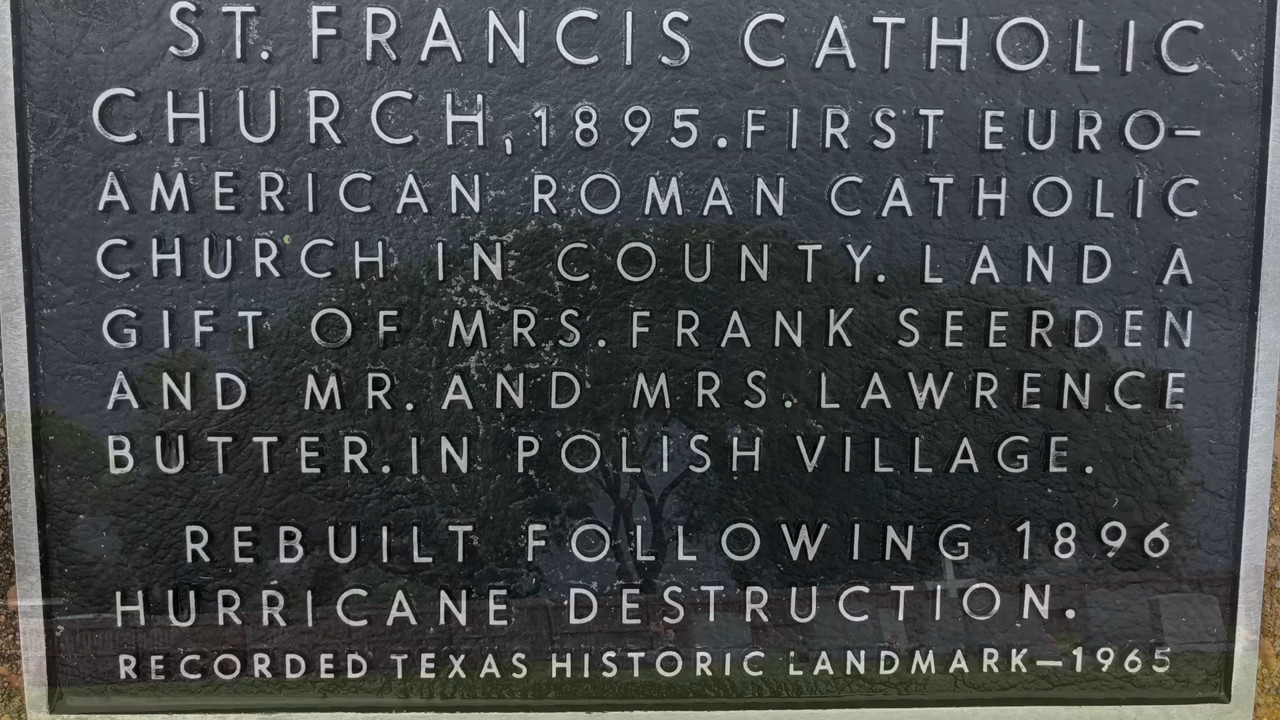 ST. FRANCIS CATHOLIC
CHURCH, 1895. FIRST EURO-
AMERICAN ROMAN CATHOLIC
CHURCH IN COUNTY. LAND A
GIFT OF MRS. FRANK SEERDEN
AND MR. AND MRS. LAWRENCE
BUTTER. IN POLISH VILLAGE.
REBUILT FOLLOWING 1896
HURRICANE DESTRUCTION.
RECORDED TEXAS HISTORIC LANDMARK—1965